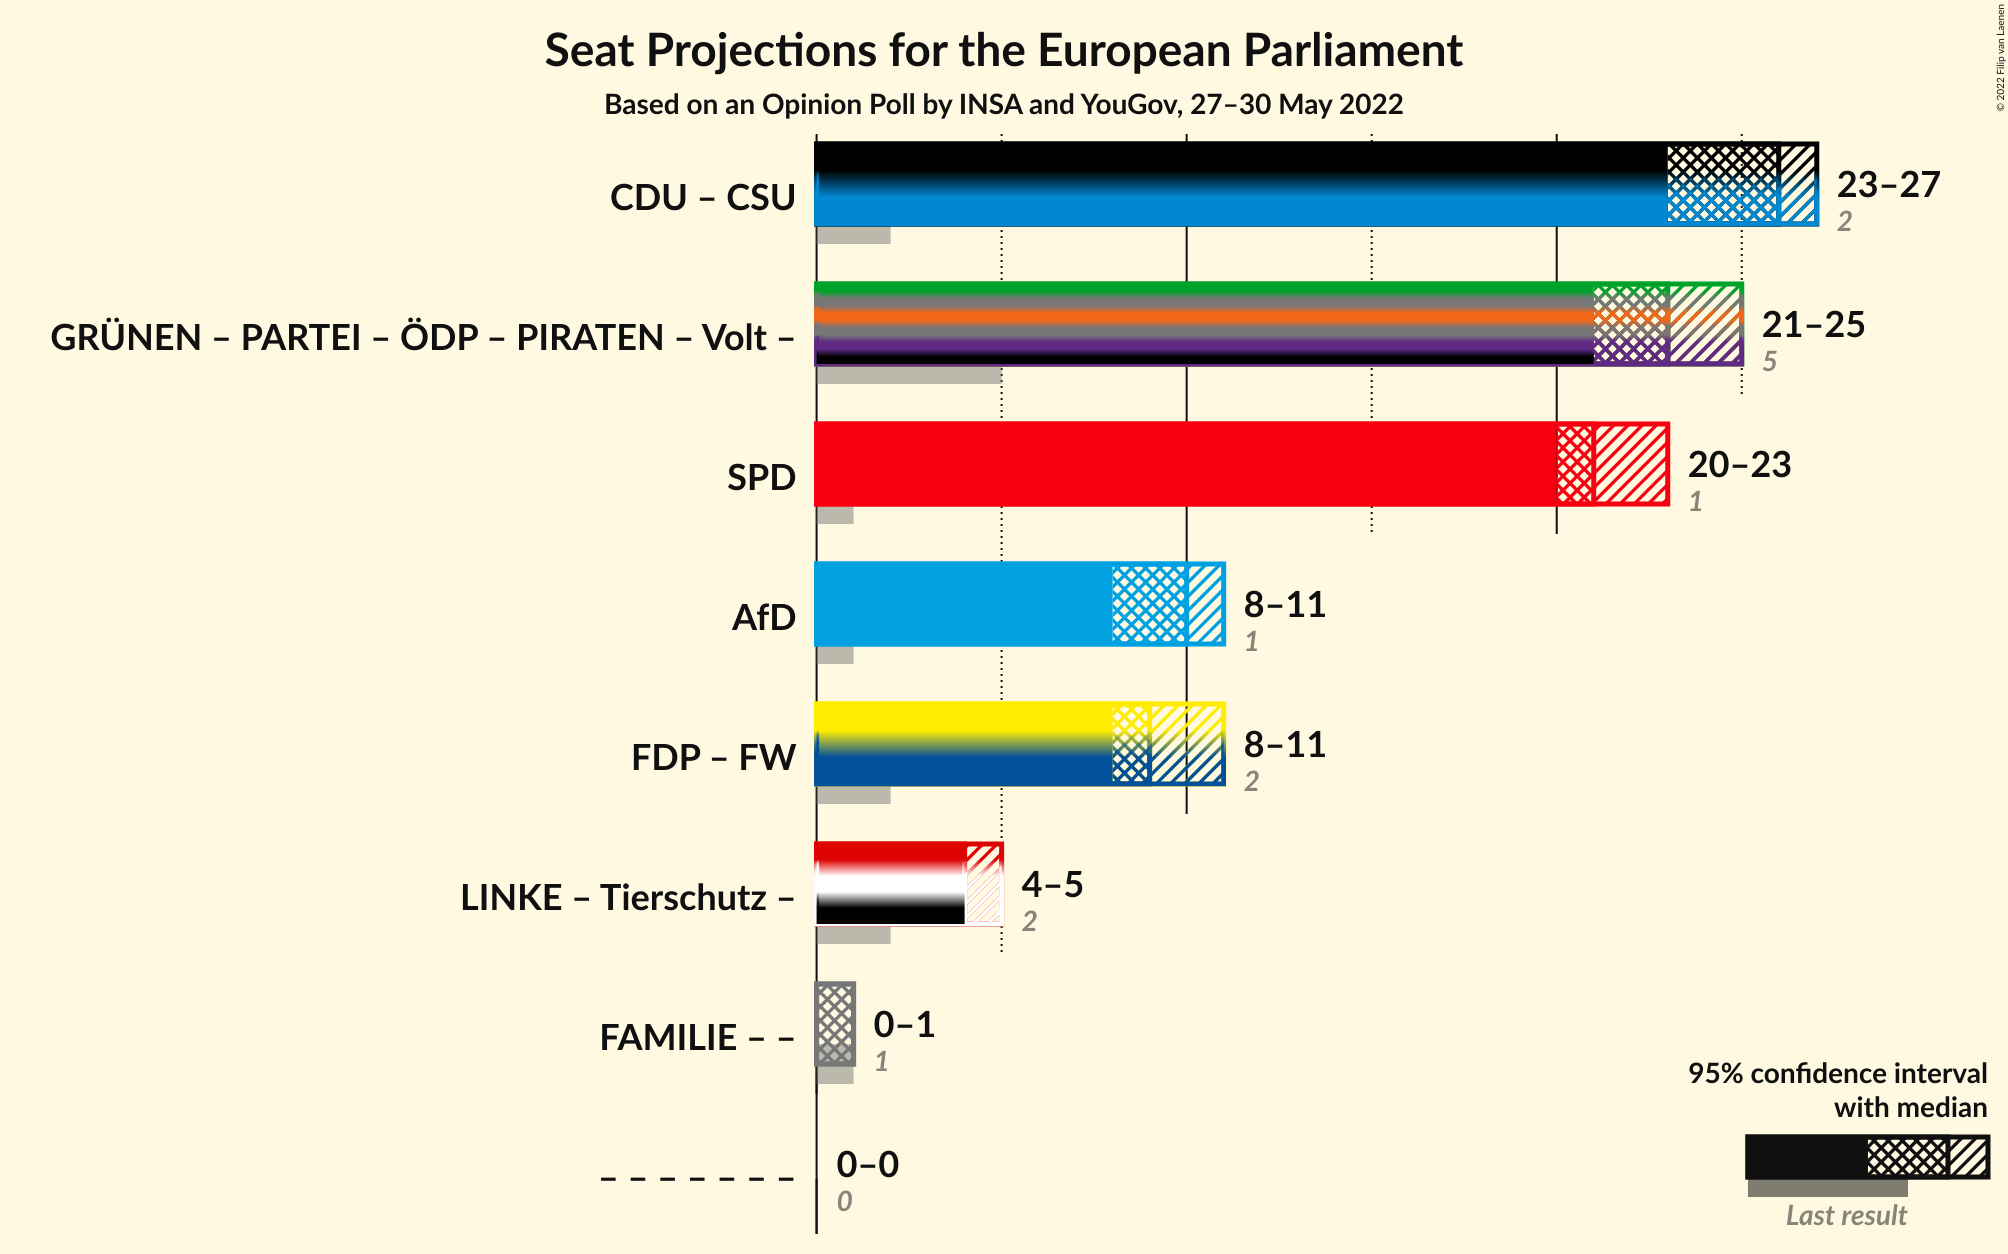 Seat Projections for the European Parliament
Based on an Opinion Poll by INSA and YouGov, 27–30 May 2022
© 2022 Filip van Laenen
CDU – CSU
23–27
2
GRÜNEN – PARTEI – ÖDP – PIRATEN – Volt –
21–25
5
SPD
20–23
1
AfD
8–11
1
FDP – FW
8–11
2
LINKE – Tierschutz –
4–5
2
FAMILIE – –
0–1
1
– – – – – – –
0–0
0
95% confidence interval
with median
Last result